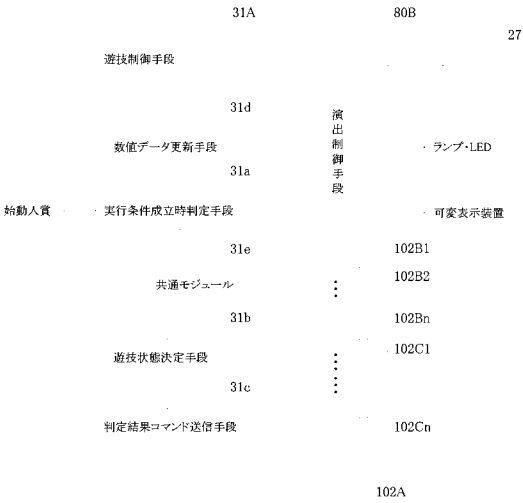 31A
80B
27
遊技制御手段
31d
演出制御手段
数値データ更新手段
ランプ・LED
31a
始動人賞
実行条件成立時判定手段
可変表示装置
31e
102B1
共通モジュール
102B2
31b
102Bn
遊技状態決定手段
102C1
31c
判定結果コマンド送信手段
102Cn
102A